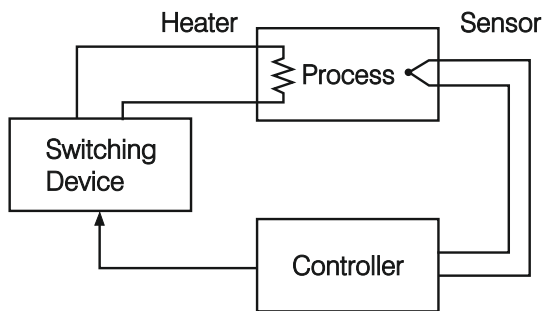 Heater
Sensor
Process
Switching
Device
Controller